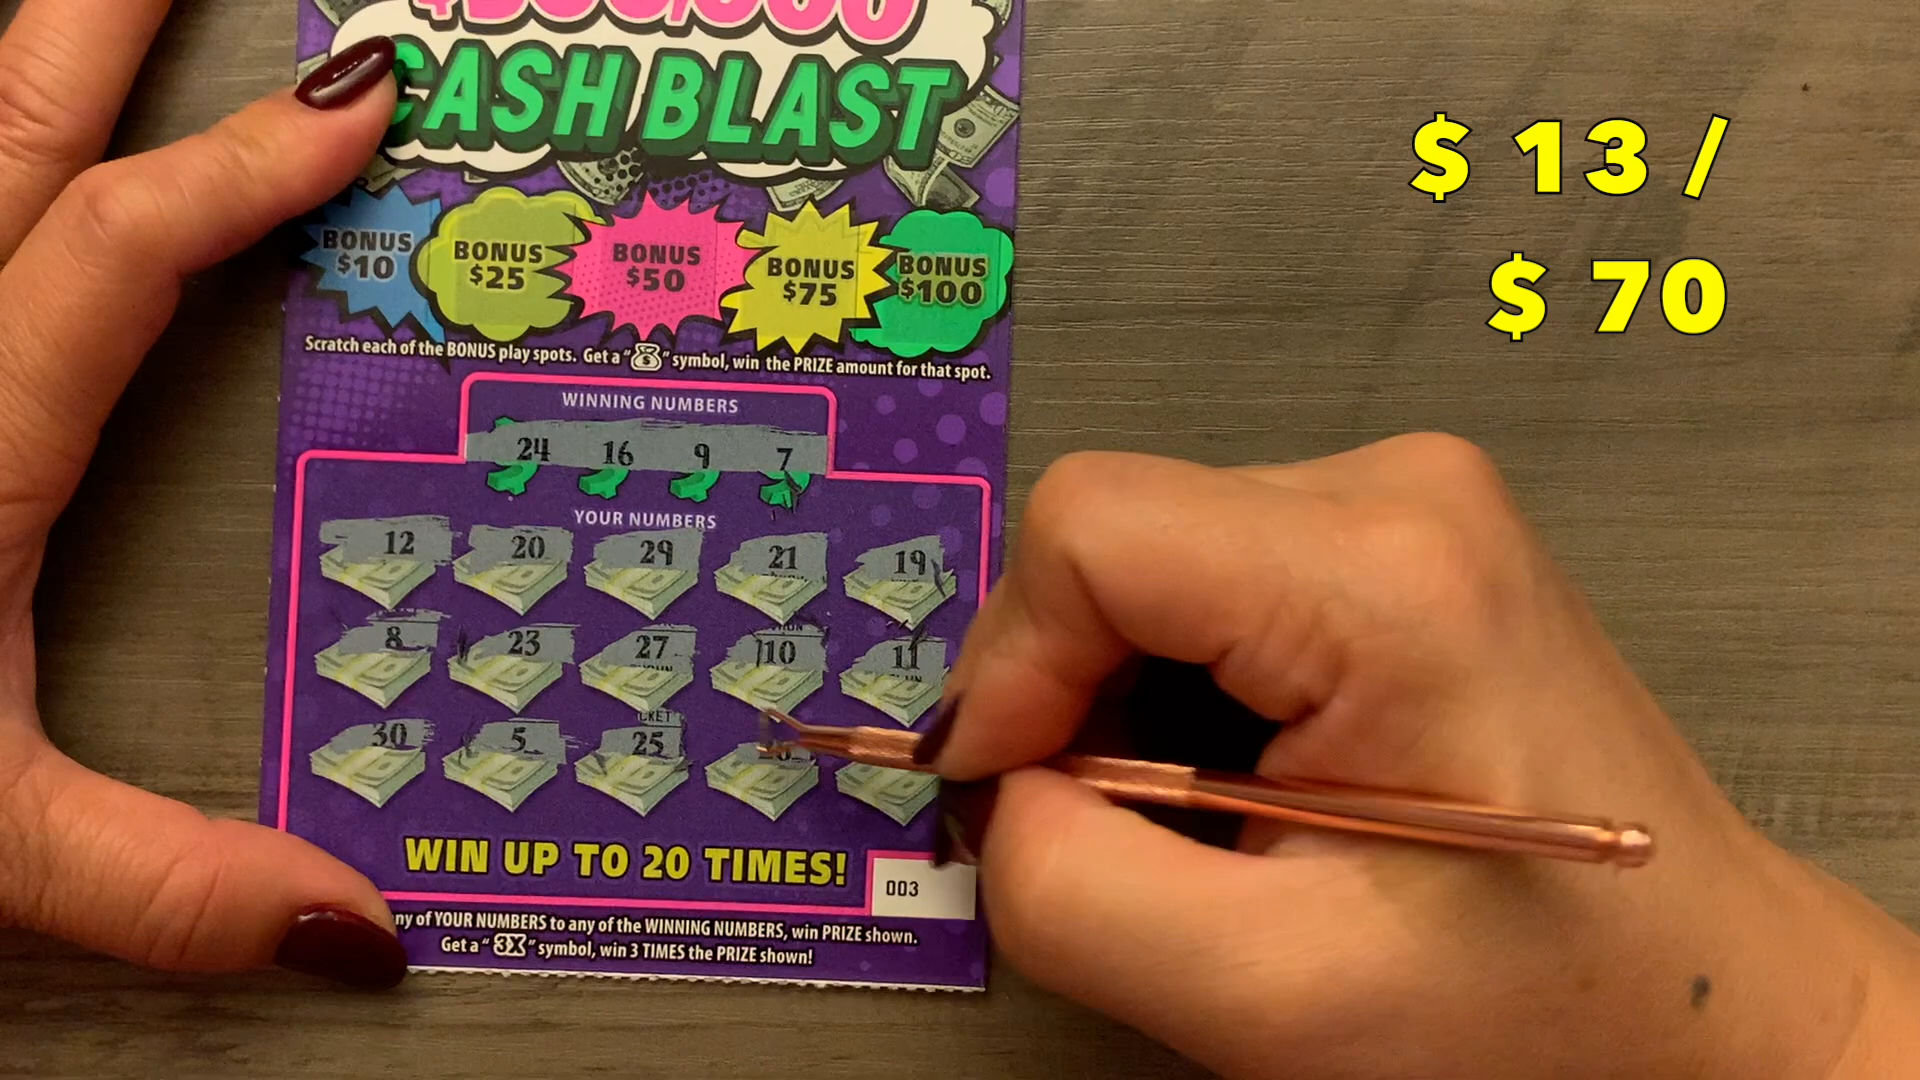 CASH BLAST
$ 13 /
$ 70
BONUS $10
BONUS $25
BONUS $50
BONUS $75
BONUS $100
Scratch each of the BONUS play spots. Get a " " symbol, win the PRIZE amount for that spot.
WINNING NUMBERS
24 16 9 7
YOUR NUMBERS
12 20 29 21 19
8 23 27 10 11
30 5 25
WIN UP TO 20 TIMES!
003
any of YOUR NUMBERS to any of the WINNING NUMBERS, win PRIZE shown.
Get a "3X" symbol, win 3 TIMES the PRIZE shown!